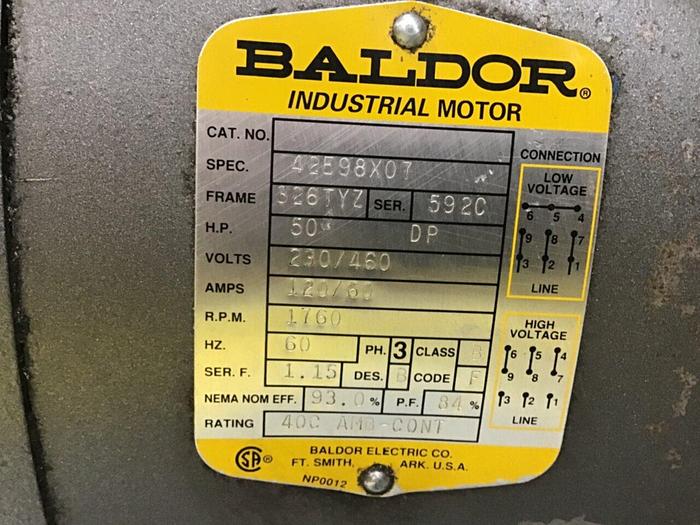 BALDOR®
INDUSTRIAL MOTOR
CAT. NO.
SPEC. 42E98X07
FRAME 326TYZ SER. 592C
H.P. 50 DP
VOLTS 230/460
AMPS 120/60
R.P.M. 1760
HZ. 60 PH. 3 CLASS B
SER. F. 1.15 DES. B CODE F
NEMA NOM EFF. 93.0 % P.F. 84 %
RATING 40C AMB-CONT
CONNECTION
LOW
VOLTAGE
6 5 4
9 8 7
3 2 1
LINE
HIGH
VOLTAGE
6 5 4
9 8 7
3 2 1
LINE
SA ®
BALDOR ELECTRIC CO.
FT. SMITH, ARK. U.S.A.
NP0012